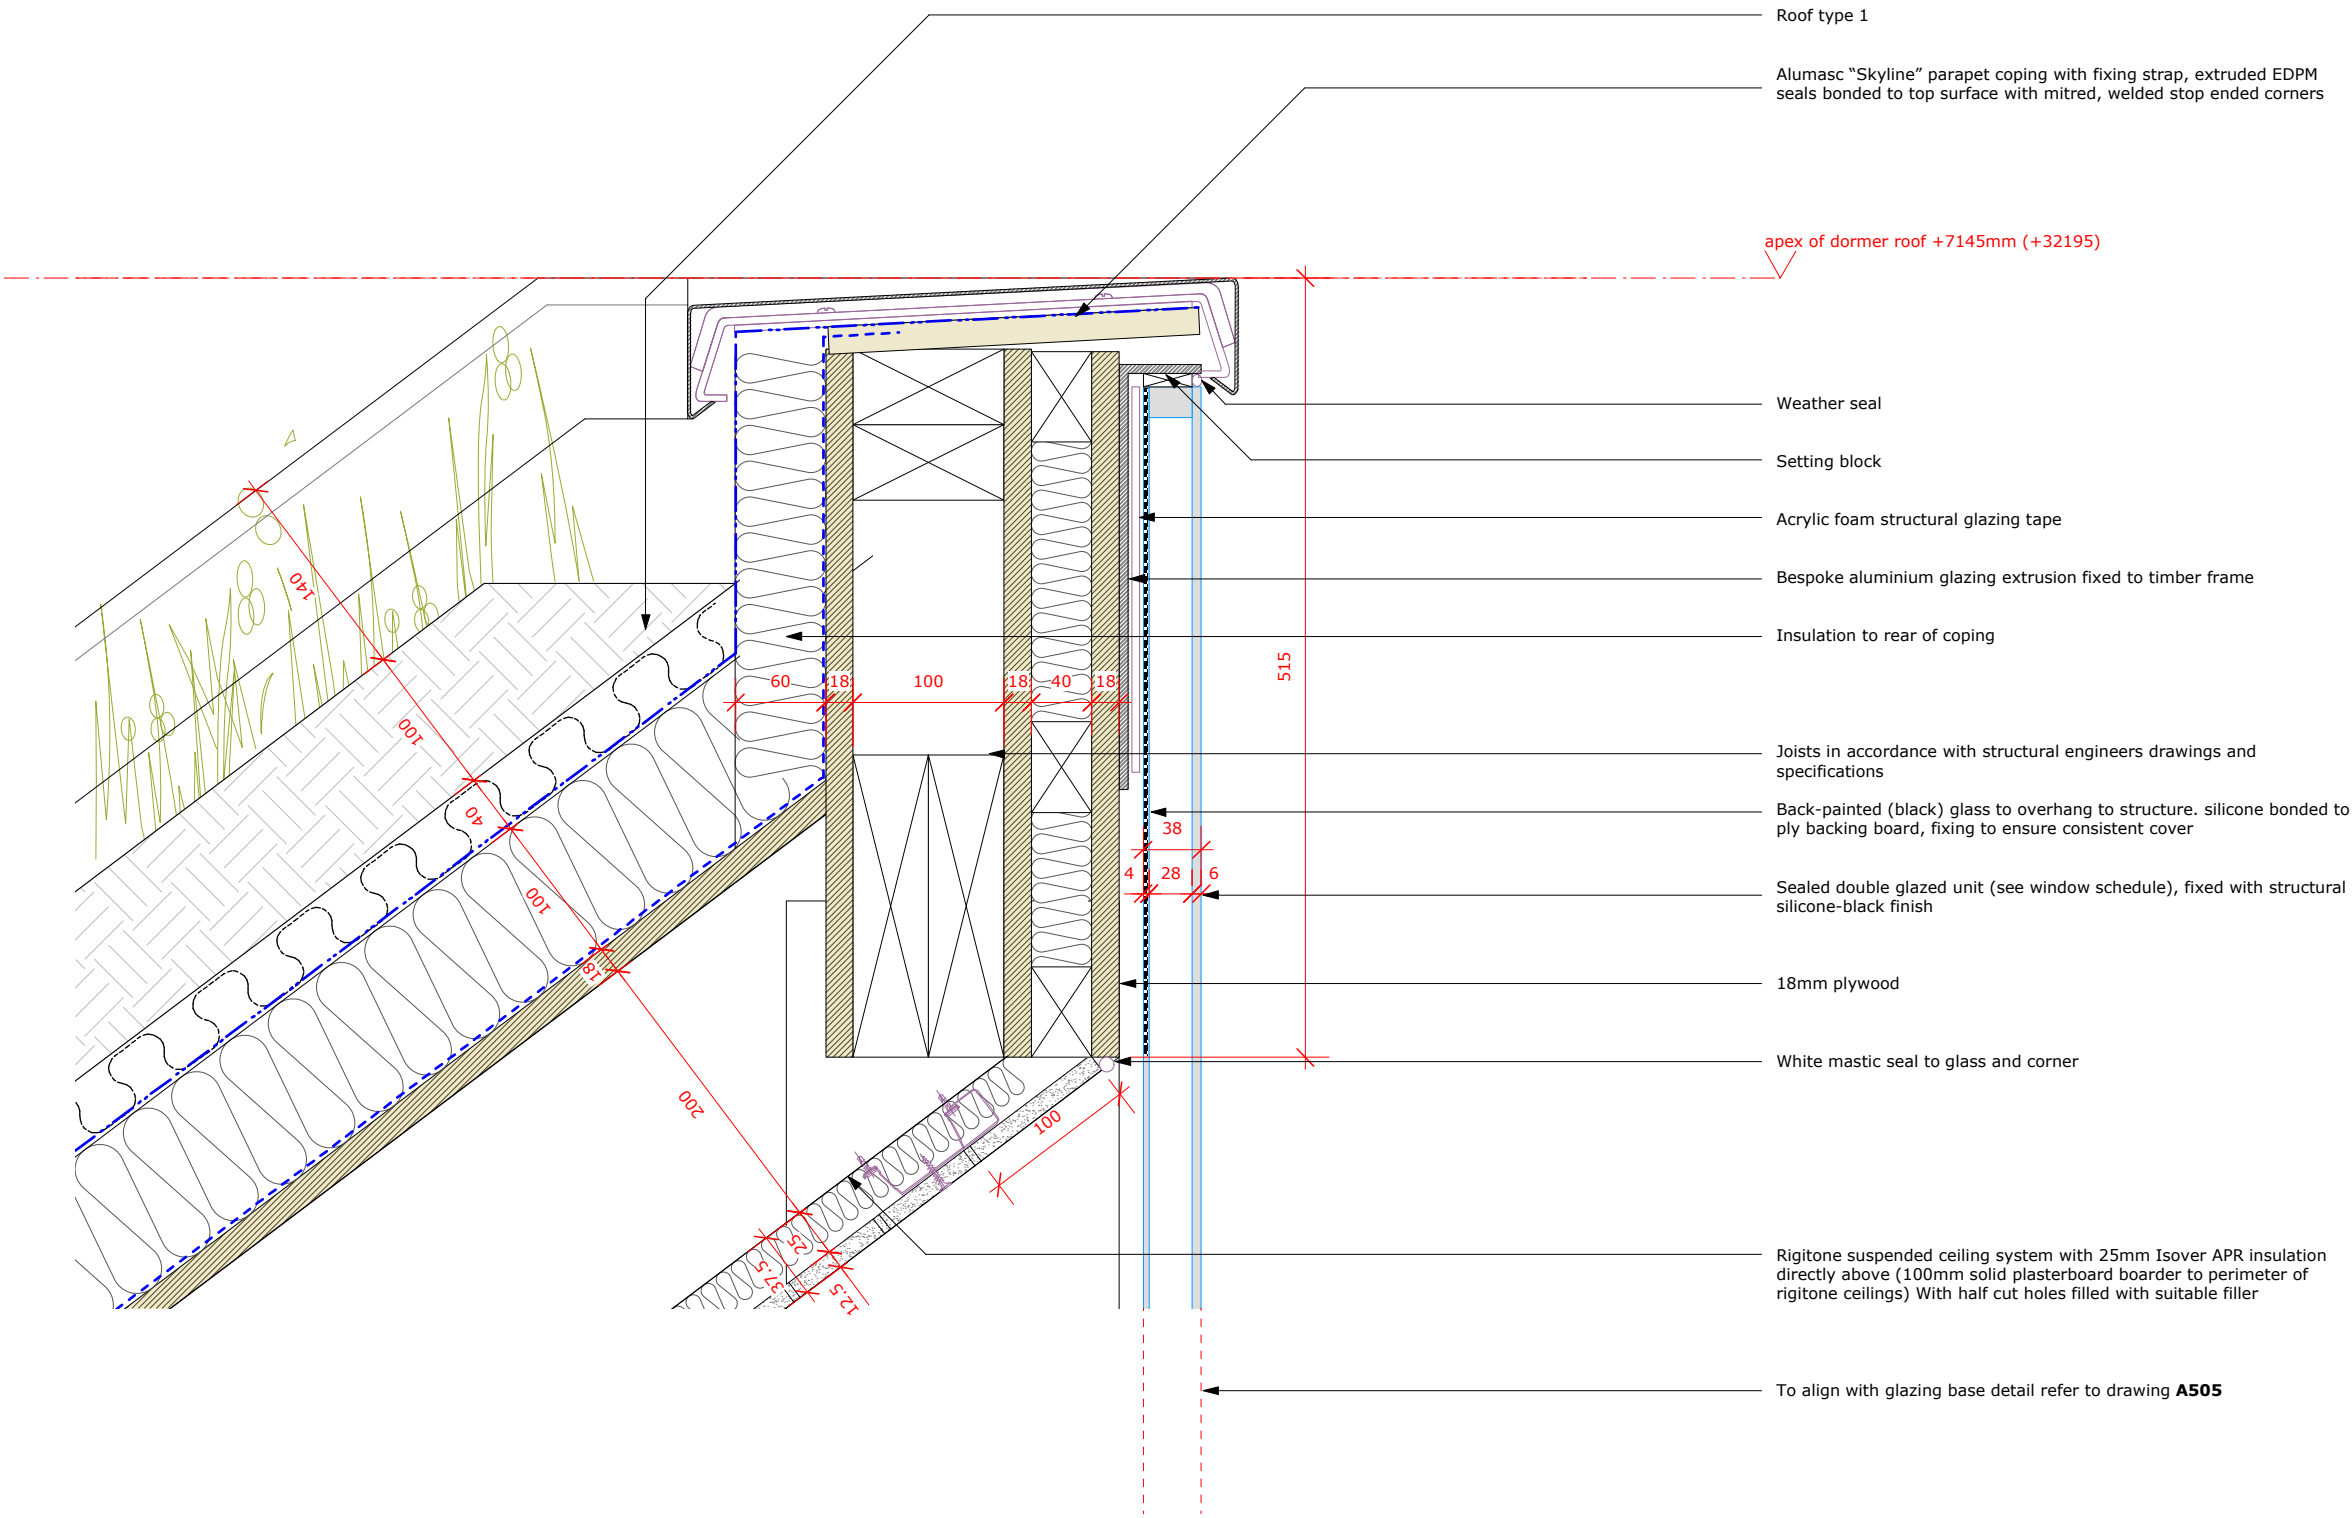 Roof type 1
Alumasc “Skyline” parapet coping with fixing strap, extruded EDPM
seals bonded to top surface with mitred, welded stop ended corners
apex of dormer roof +7145mm (+32195)
Weather seal
Setting block
Acrylic foam structural glazing tape
Bespoke aluminium glazing extrusion fixed to timber frame
Insulation to rear of coping
140
100
40
100
18
200
60
18
100
18
40
18
515
Joists in accordance with structural engineers drawings and
specifications
Back-painted (black) glass to overhang to structure. silicone bonded to
ply backing board, fixing to ensure consistent cover
38
4
28
6
Sealed double glazed unit (see window schedule), fixed with structural
silicone-black finish
18mm plywood
White mastic seal to glass and corner
100
25
37.5
12.5
Rigitone suspended ceiling system with 25mm Isover APR insulation
directly above (100mm solid plasterboard boarder to perimeter of
rigitone ceilings) With half cut holes filled with suitable filler
To align with glazing base detail refer to drawing A505